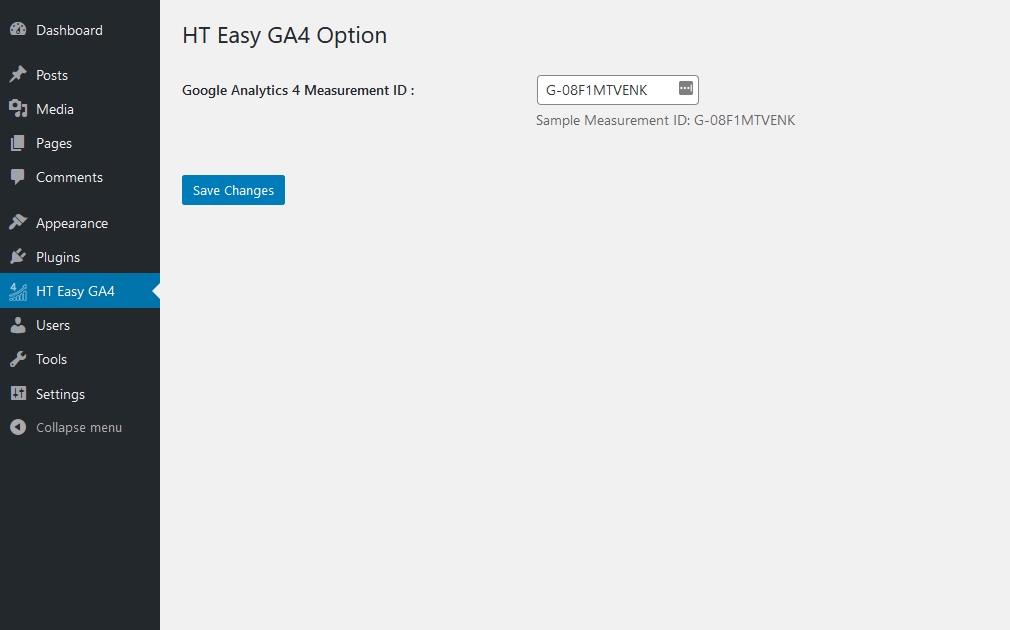 Dashboard
Posts
Media
Pages
Comments
Appearance
Plugins
4
HT Easy GA4
Users
Tools
Settings
Collapse menu
HT Easy GA4 Option
Google Analytics 4 Measurement ID :
G-08F1MTVENK
Sample Measurement ID: G-08F1MTVENK
Save Changes